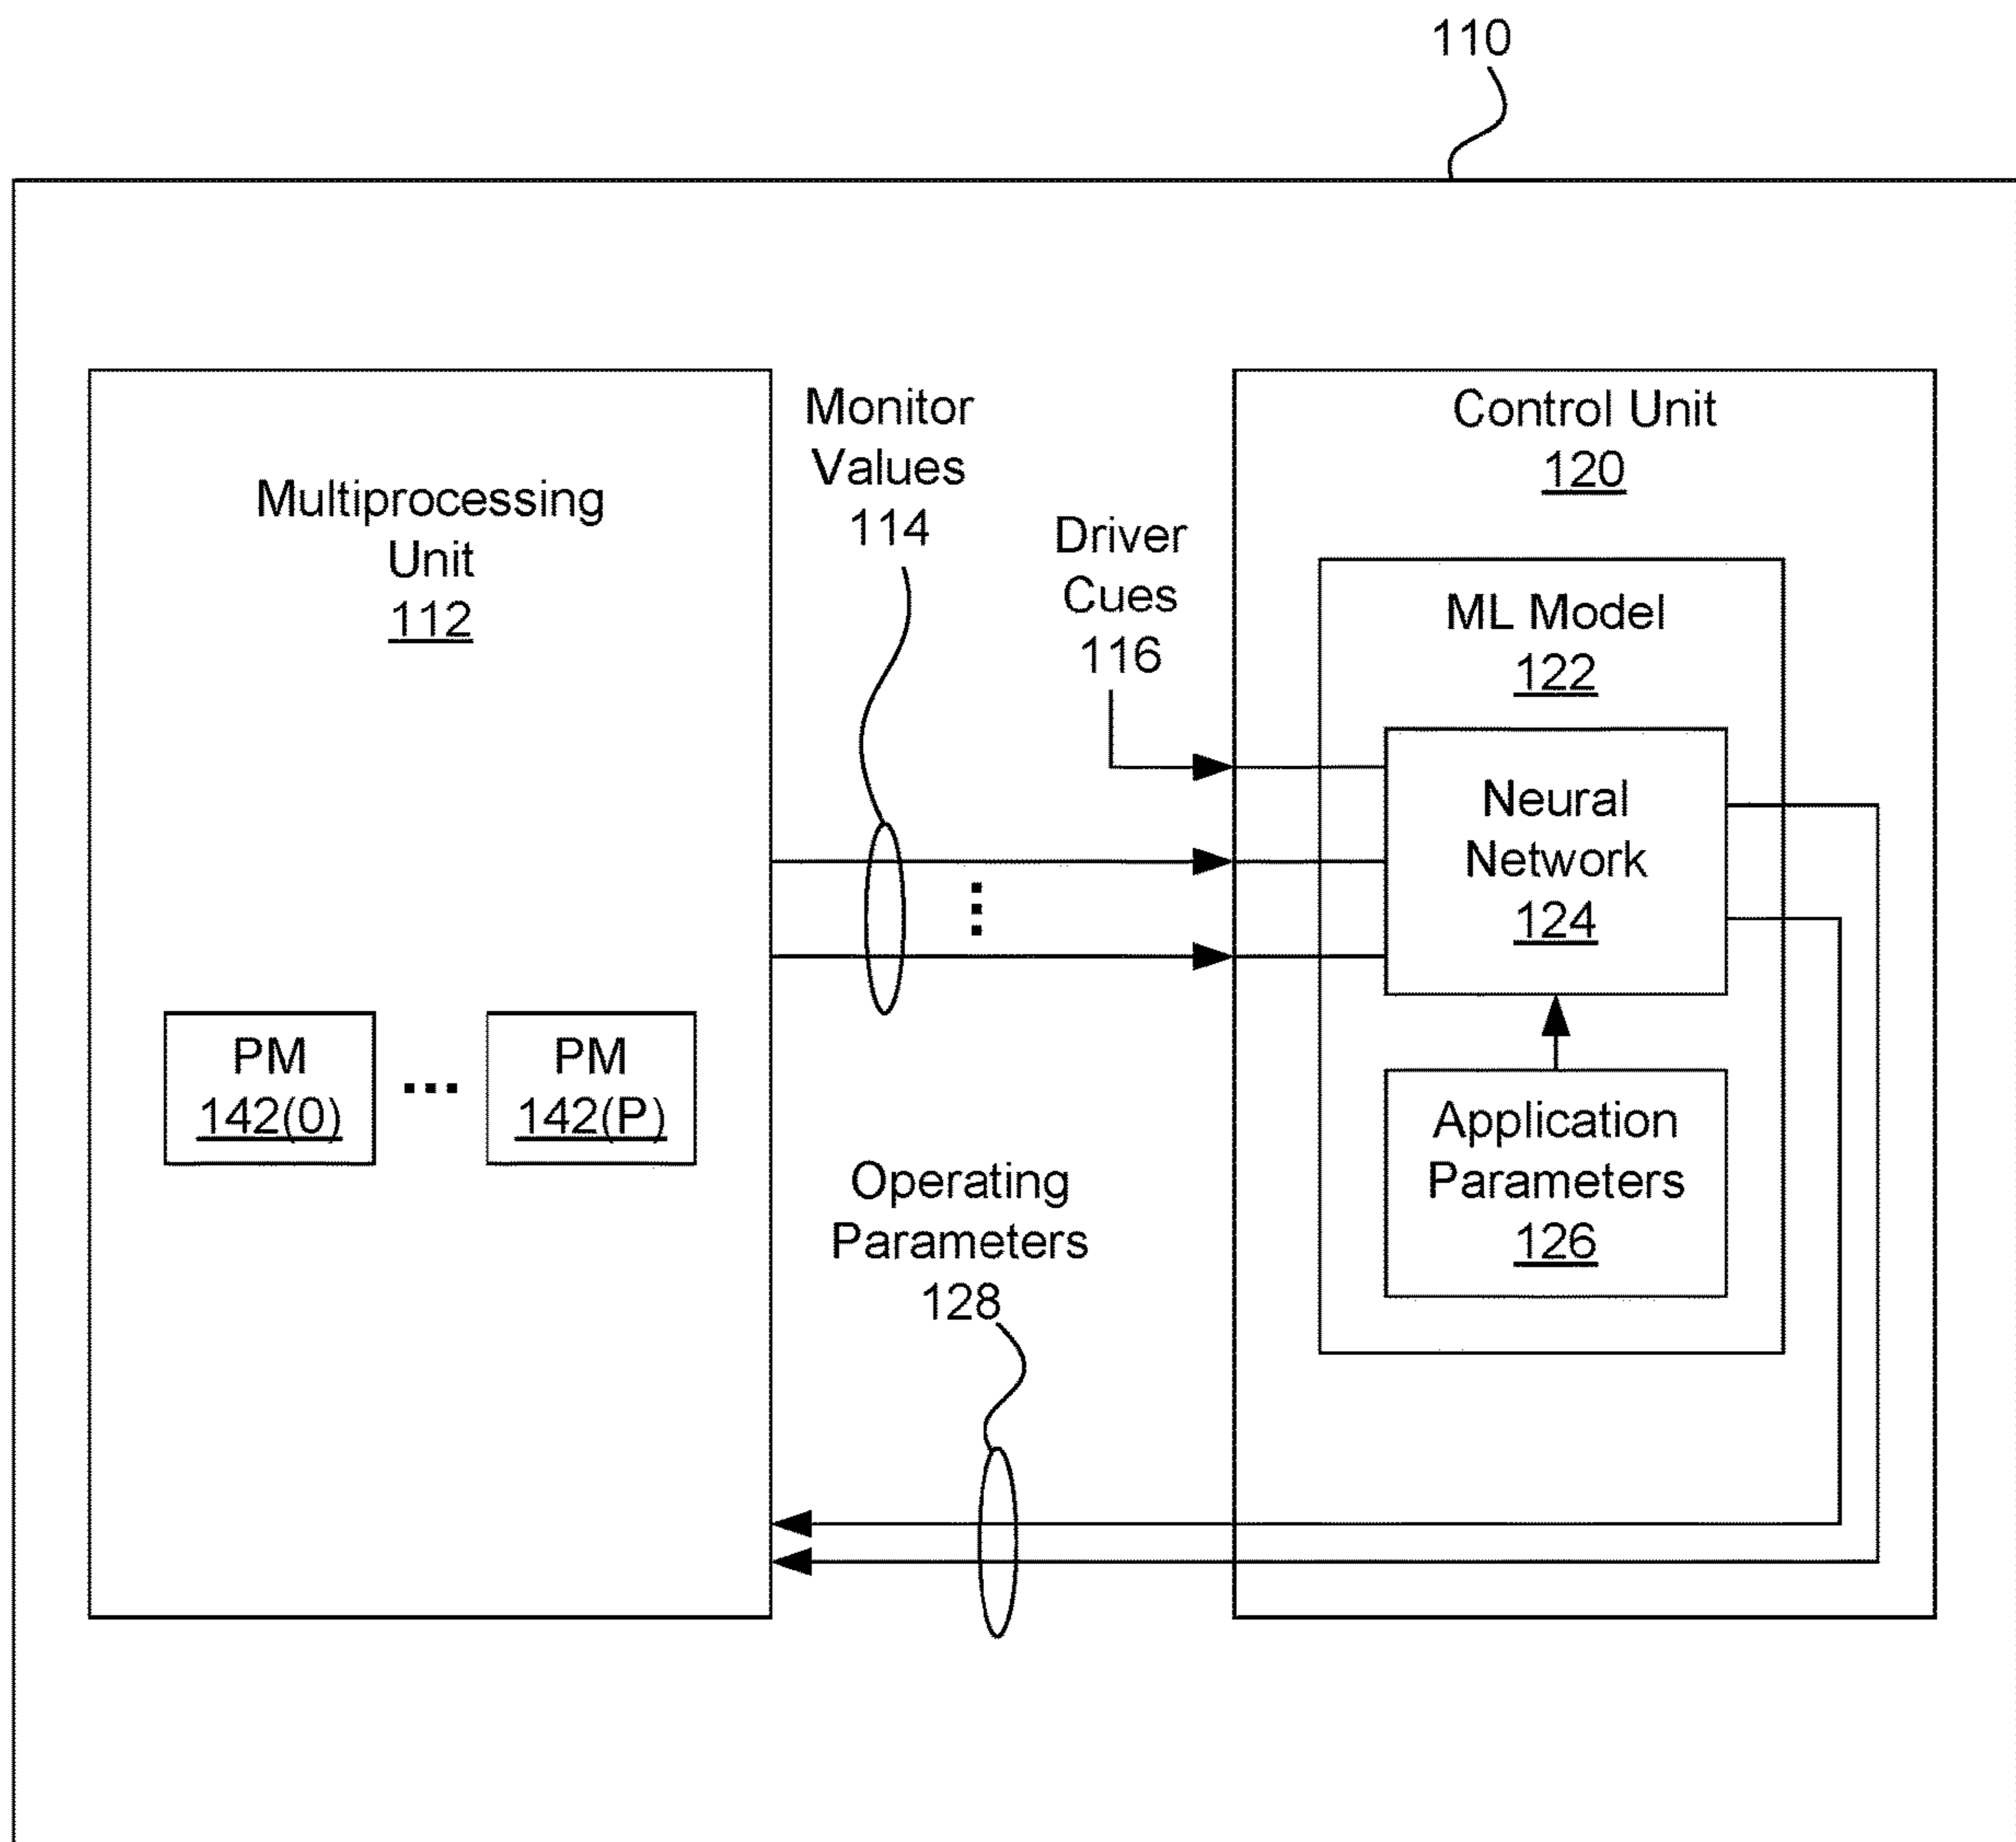 110
Multiprocessing
Unit
112
PM
142(0)
...
PM
142(P)
Monitor
Values
114
Driver
Cues
116
Operating
Parameters
128
Control Unit
120
ML Model
122
Neural
Network
124
Application
Parameters
126